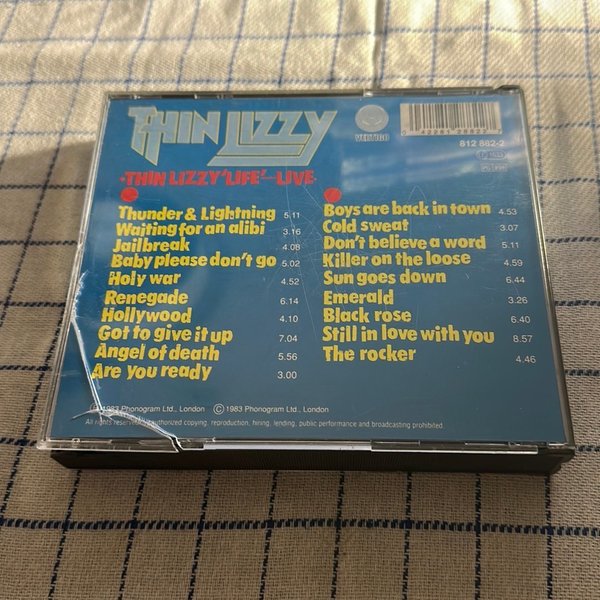 THIN LIZZY
VERTIGO
812 882-2
·THIN LIZZY 'LIFE'—LIVE·
Thunder & Lightning 5.11
Waiting for an alibi 3.16
Jailbreak 4.08
Baby please don't go 5.02
Holy war 4.52
Renegade 6.14
Hollywood 4.10
Got to give it up 7.04
Angel of death 5.56
Are you ready 3.00
Boys are back in town 4.53
Cold sweat 3.07
Don't believe a word 5.11
Killer on the loose 4.59
Sun goes down 6.44
Emerald 3.26
Black rose 6.40
Still in love with you 8.57
The rocker 4.46
Ⓟ 1983 Phonogram Ltd., London
© 1983 Phonogram Ltd., London
All rights reserved. copying, reproduction, hiring, lending, public performance and broadcasting prohibited.